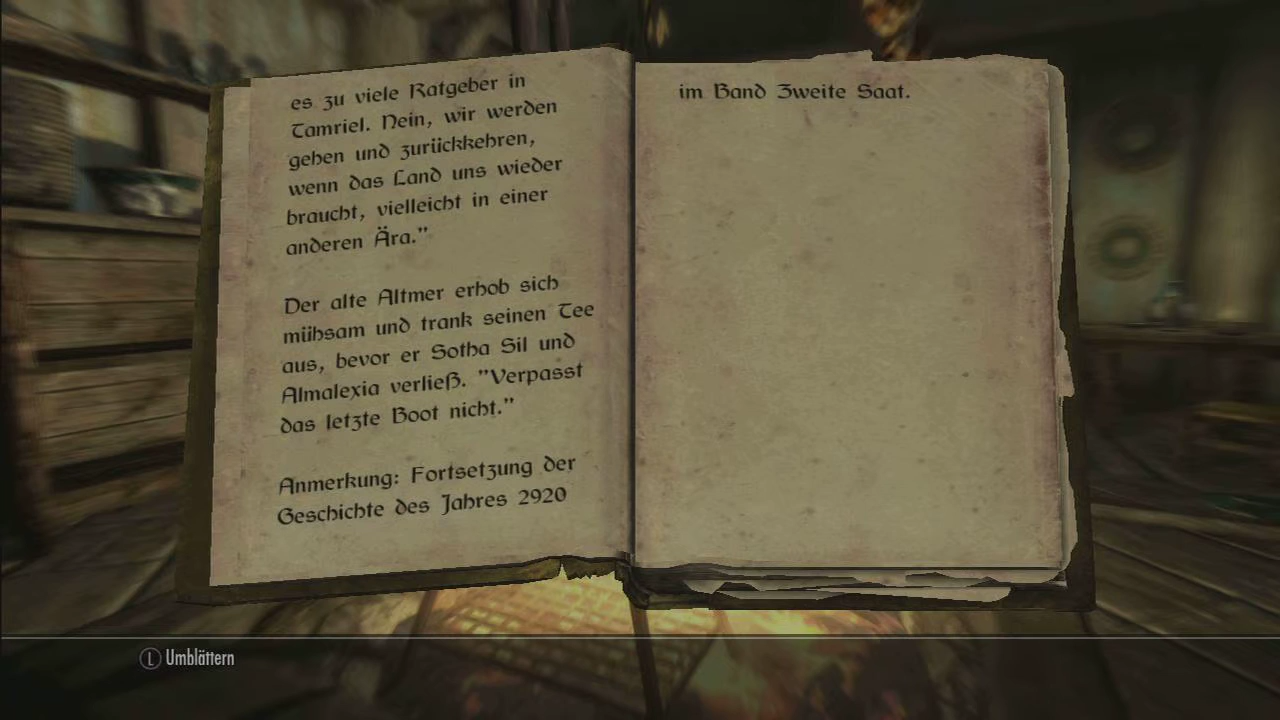 es zu viele Ratgeber in
Tamriel. Nein, wir werden
gehen und zurückkehren,
wenn das Land uns wieder
braucht, vielleicht in einer
anderen Ära."
Der alte Altmer erhob sich
mühsam und trank seinen Tee
aus, bevor er Sotha Sil und
Almalexia verließ. "Verpasst
das letzte Boot nicht."
Anmerkung: Fortsetzung der
Geschichte des Jahres 2920
im Band Zweite Saat.
L Umblättern